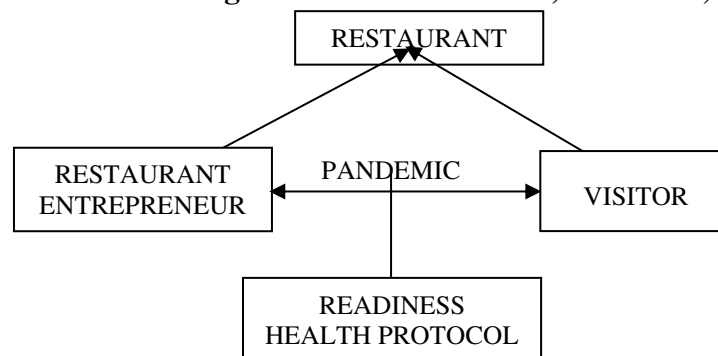 RESTAURANT
RESTAURANT
ENTREPRENEUR
PANDEMIC
VISITOR
READINESS
HEALTH PROTOCOL